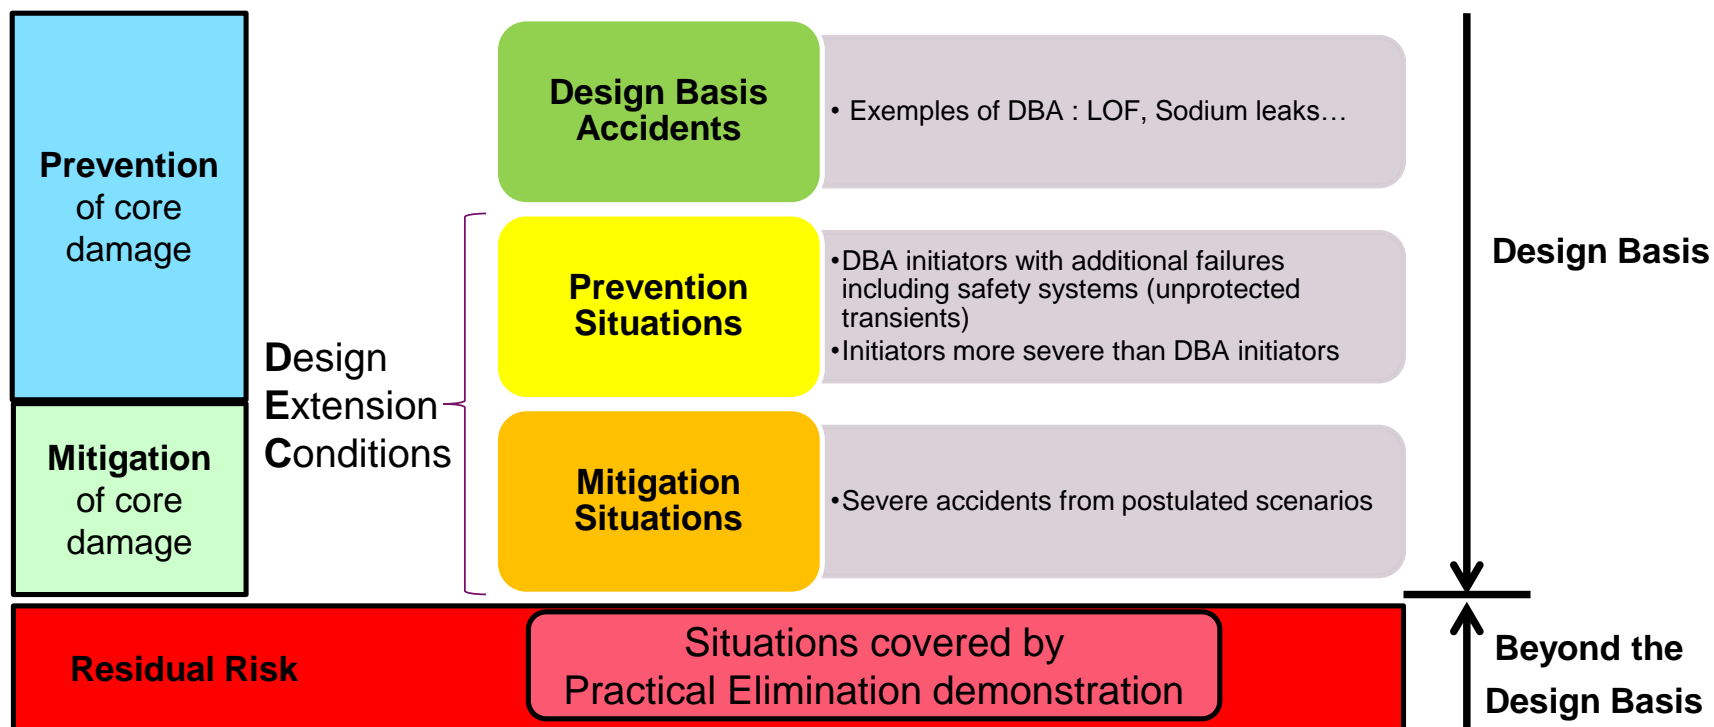 Prevention
of core
damage
Mitigation
of core
damage
Design
Extension
Conditions
Design Basis
Accidents
• Exemples of DBA : LOF, Sodium leaks…
Prevention
Situations
•DBA initiators with additional failures
including safety systems (unprotected
transients)
•Initiators more severe than DBA initiators
Mitigation
Situations
•Severe accidents from postulated scenarios
Design Basis
Residual Risk
Situations covered by
Practical Elimination demonstration
Beyond the
Design Basis